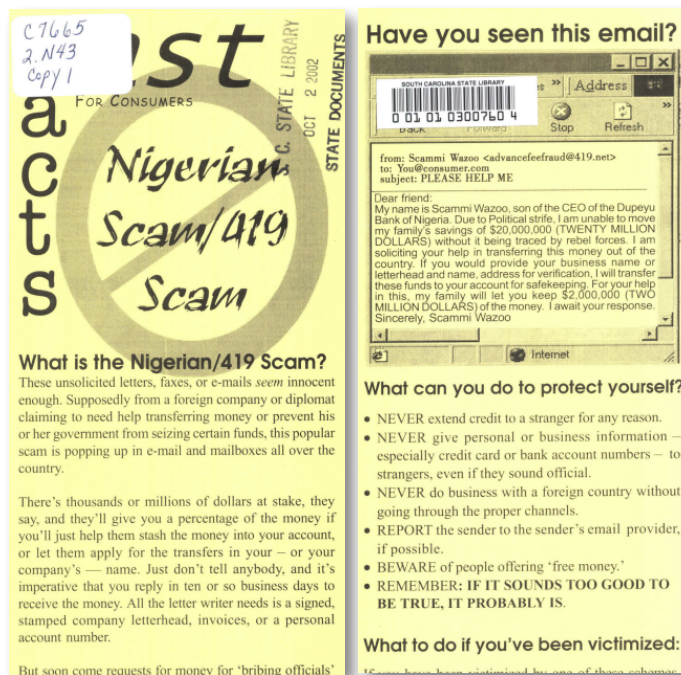 C7665
2.N43
Copy 1
st
FOR CONSUMERS
acts
S.C. STATE LIBRARY
OCT 2 2002
STATE DOCUMENTS
Nigerian
Scam/419
Scam
What is the Nigerian/419 Scam?
These unsolicited letters, faxes, or e-mails seem innocent
enough. Supposedly from a foreign company or diplomat
claiming to need help transferring money or prevent his
or her government from seizing certain funds, this popular
scam is popping up in e-mail and mailboxes all over the
country.
There's thousands or millions of dollars at stake, they
say, and they'll give you a percentage of the money if
you'll just help them stash the money into your account,
or let them apply for the transfers in your – or your
company's — name. Just don't tell anybody, and it's
imperative that you reply in ten or so business days to
receive the money. All the letter writer needs is a signed,
stamped company letterhead, invoices, or a personal
account number.
But soon come requests for money for 'bribing officials'
Have you seen this email?
SOUTH CAROLINA STATE LIBRARY
0 01 01 0300760 4
es » Address
Back Forward Stop Refresh »
from: Scammi Wazoo <advancefeefraud@419.net>
to: You@consumer.com
subject: PLEASE HELP ME
Dear friend:
My name is Scammi Wazoo, son of the CEO of the Dupeyu
Bank of Nigeria. Due to Political strife, I am unable to move
my family's savings of $20,000,000 (TWENTY MILLION
DOLLARS) without it being traced by rebel forces. I am
soliciting your help in transferring this money out of the
country. If you would provide your business name or
letterhead and name, address for verification, I will transfer
these funds to your account for safekeeping. For your help
in this, my family will let you keep $2,000,000 (TWO
MILLION DOLLARS) of the money. I await your response.
Sincerely, Scammi Wazoo
Internet
What can you do to protect yourself?
• NEVER extend credit to a stranger for any reason.
• NEVER give personal or business information –
especially credit card or bank account numbers – to
strangers, even if they sound official.
• NEVER do business with a foreign country without
going through the proper channels.
• REPORT the sender to the sender's email provider,
if possible.
• BEWARE of people offering 'free money.'
• REMEMBER: IF IT SOUNDS TOO GOOD TO
BE TRUE, IT PROBABLY IS.
What to do if you've been victimized:
If you have been victimized by one of these schemes,